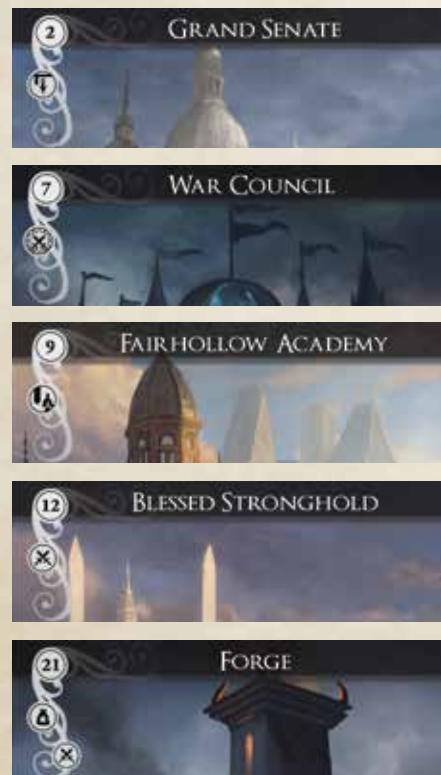 2 GRAND SENATE
7 WAR COUNCIL
9 FAIRHOLLOW ACADEMY
12 BLESSED STRONGHOLD
21 FORGE